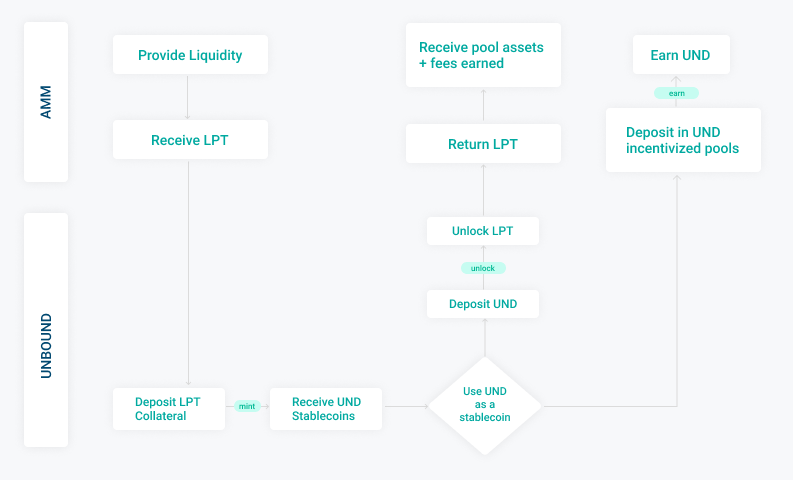 AMM
Provide Liquidity
Receive LPT
Receive pool assets
+ fees earned
Return LPT
Earn UND
earn
Deposit in UND
incentivized pools
UNBOUND
Unlock LPT
unlock
Deposit UND
Deposit LPT
Collateral
mint
Receive UND
Stablecoins
Use UND
as a
stablecoin